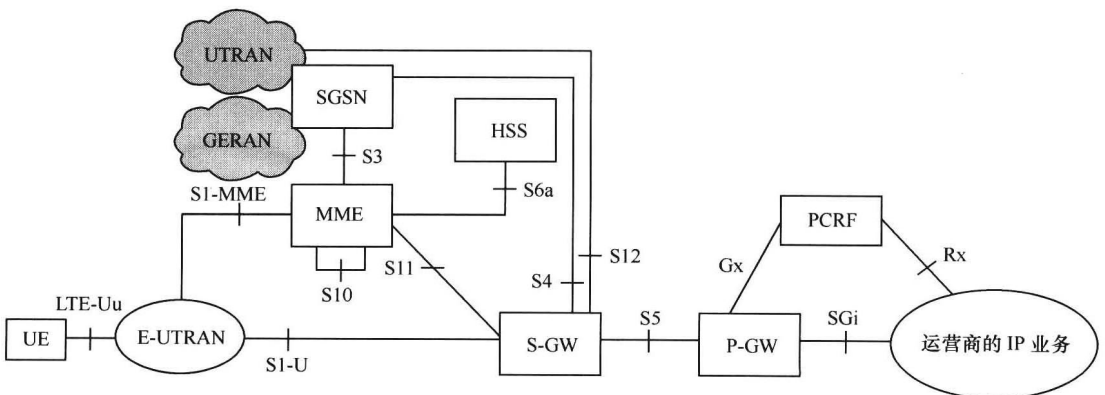 UTRAN
SGSN
HSS
GERAN
S3
S1-MME
S6a
MME
PCRF
S11
S12
Gx
Rx
S4
S10
LTE-Uu
S5
SGi
UE
E-UTRAN
S-GW
P-GW
运营商的 IP 业务
S1-U